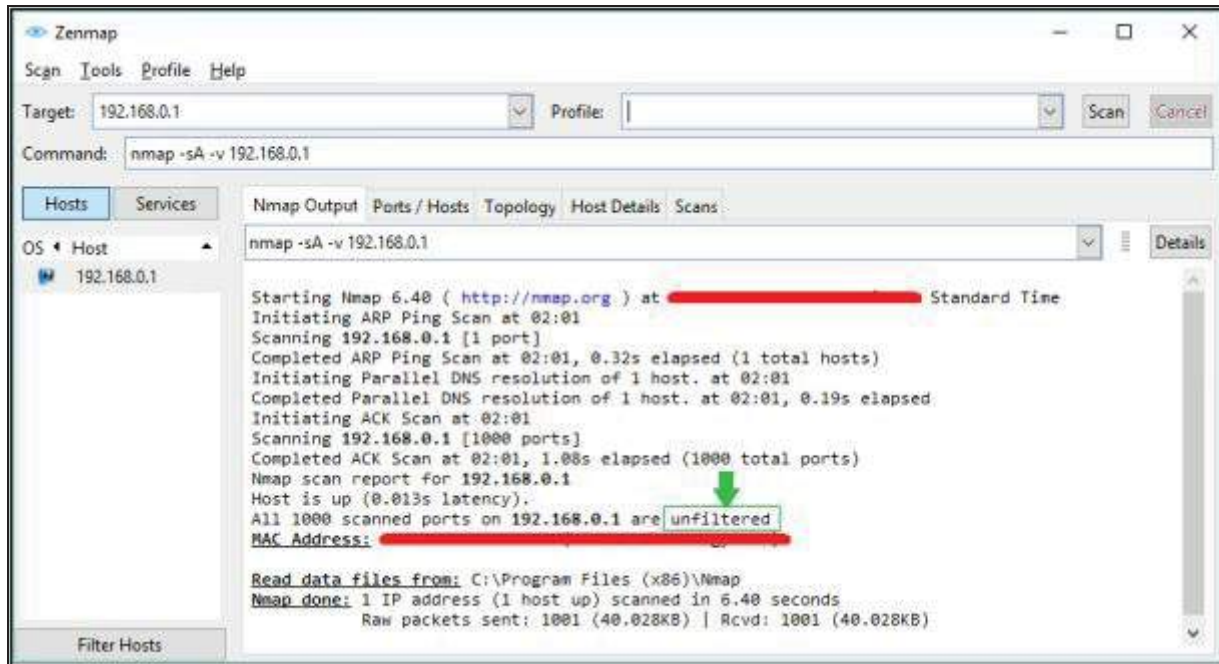 Zenmap
Scan Tools Profile Help
Target: 192.168.0.1 Profile: Scan Cancel
Command: nmap -sA -v 192.168.0.1
Hosts Services Nmap Output Ports / Hosts Topology Host Details Scans
OS Host nmap -sA -v 192.168.0.1 Details
192.168.0.1
Starting Nmap 6.40 ( http://nmap.org ) at Standard Time
Initiating ARP Ping Scan at 02:01
Scanning 192.168.0.1 [1 port]
Completed ARP Ping Scan at 02:01, 0.32s elapsed (1 total hosts)
Initiating Parallel DNS resolution of 1 host. at 02:01
Completed Parallel DNS resolution of 1 host. at 02:01, 0.19s elapsed
Initiating ACK Scan at 02:01
Scanning 192.168.0.1 [1000 ports]
Completed ACK Scan at 02:01, 1.08s elapsed (1000 total ports)
Nmap scan report for 192.168.0.1
Host is up (0.013s latency).
All 1000 scanned ports on 192.168.0.1 are unfiltered
MAC Address:
Read data files from: C:\Program Files (x86)\Nmap
Nmap done: 1 IP address (1 host up) scanned in 6.40 seconds
Raw packets sent: 1001 (40.028KB) | Rcvd: 1001 (40.028KB)
Filter Hosts